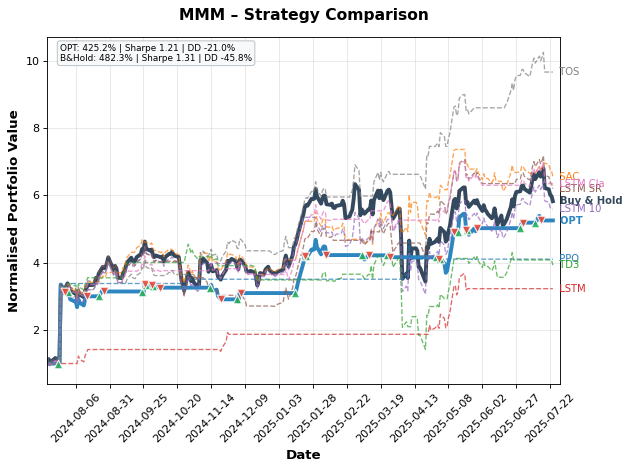 MMM – Strategy Comparison
OPT: 425.2% | Sharpe 1.21 | DD -21.0%
B&Hold: 482.3% | Sharpe 1.31 | DD -45.8%
Normalised Portfolio Value
10
8
6
4
2
TOS
SAC
LSTM Cla
LSTM SR
Buy & Hold
LSTM 10
OPT
PPO
TD3
LSTM
2024-08-06
2024-08-31
2024-09-25
2024-10-20
2024-11-14
2024-12-09
2025-01-03
2025-01-28
2025-02-22
2025-03-19
2025-04-13
2025-05-08
2025-06-02
2025-06-27
2025-07-22
Date